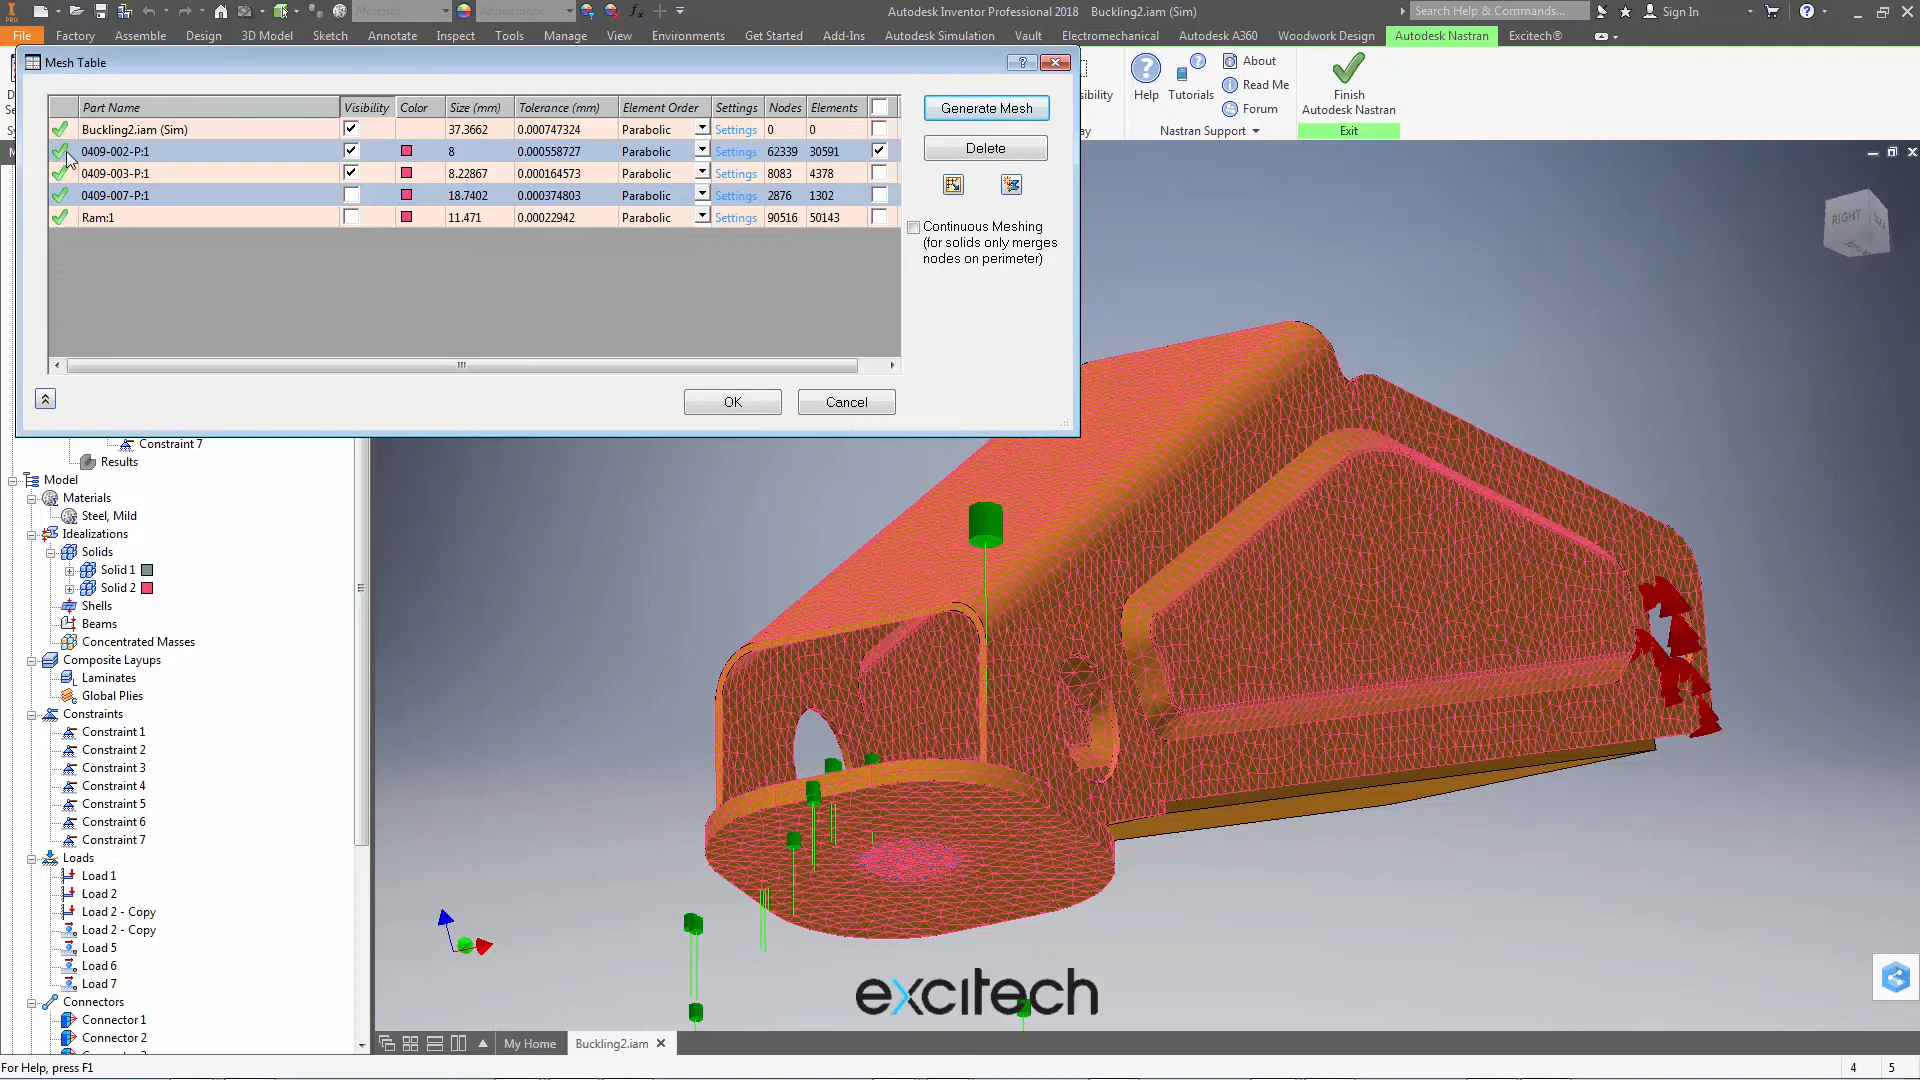 Material
Appearance
Autodesk Inventor Professional 2018 Buckling2.iam (Sim)
Search Help & Commands...
Sign In
File Factory Assemble Design 3D Model Sketch Annotate Inspect Tools Manage View Environments Get Started Add-Ins Autodesk Simulation Vault Electromechanical Autodesk A360 Woodwork Design Autodesk Nastran Excitech®
Mesh Table
Part Name Visibility Color Size (mm) Tolerance (mm) Element Order Settings Nodes Elements
Buckling2.iam (Sim) 37.3662 0.000747324 Parabolic Settings 0 0
0409-002-P:1 8 0.000558727 Parabolic Settings 62339 30591
0409-003-P:1 8.22867 0.000164573 Parabolic Settings 8083 4378
0409-007-P:1 18.7402 0.000374803 Parabolic Settings 2876 1302
Ram:1 11.471 0.00022942 Parabolic Settings 90516 50143
Generate Mesh
Delete
Continuous Meshing
(for solids only merges
nodes on perimeter)
OK Cancel
Help
Tutorials
About
Read Me
Forum
Nastran Support
Finish
Autodesk Nastran
Exit
RIGHT
Constraint 7
Results
Model
Materials
Steel, Mild
Idealizations
Solids
Solid 1
Solid 2
Shells
Beams
Concentrated Masses
Composite Layups
Laminates
Global Plies
Constraints
Constraint 1
Constraint 2
Constraint 3
Constraint 4
Constraint 5
Constraint 6
Constraint 7
Loads
Load 1
Load 2
Load 2 - Copy
Load 2 - Copy
Load 5
Load 6
Load 7
Connectors
Connector 1
Connector 2
excitech
My Home
Buckling2.iam
For Help, press F1
4 5